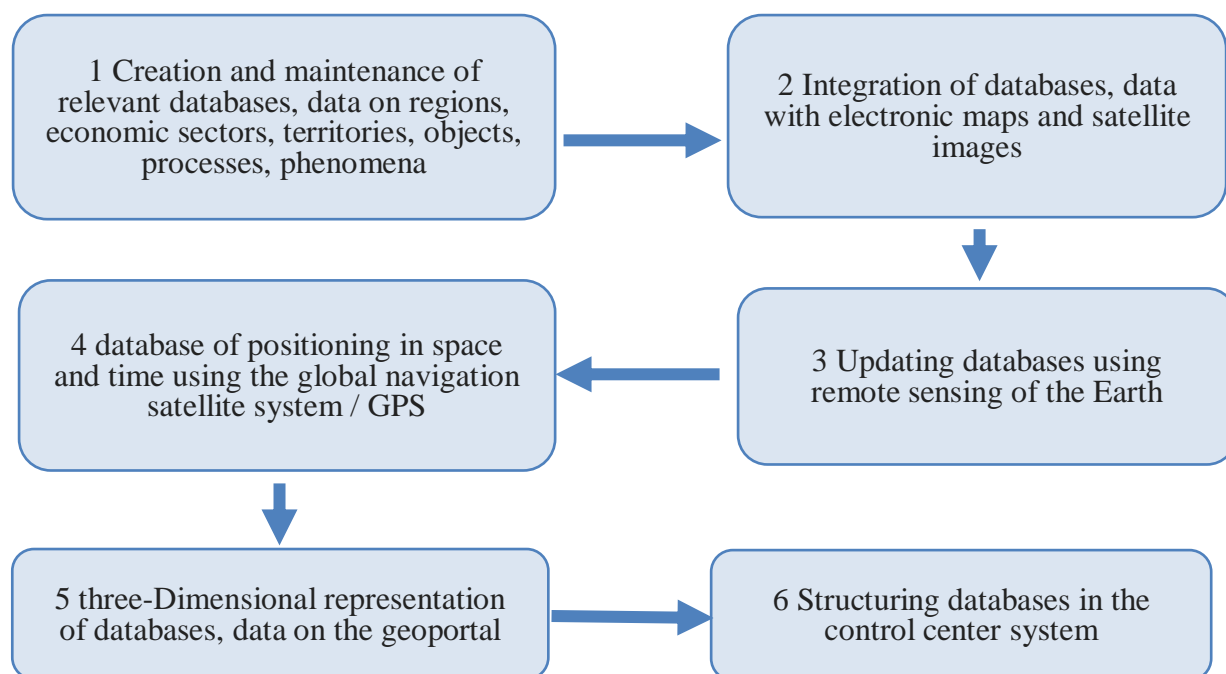 1 Creation and maintenance of
relevant databases, data on regions,
economic sectors, territories, objects,
processes, phenomena
2 Integration of databases, data
with electronic maps and satellite
images
3 Updating databases using
remote sensing of the Earth
4 database of positioning in space
and time using the global navigation
satellite system / GPS
5 three-Dimensional representation
of databases, data on the geoportal
6 Structuring databases in the
control center system